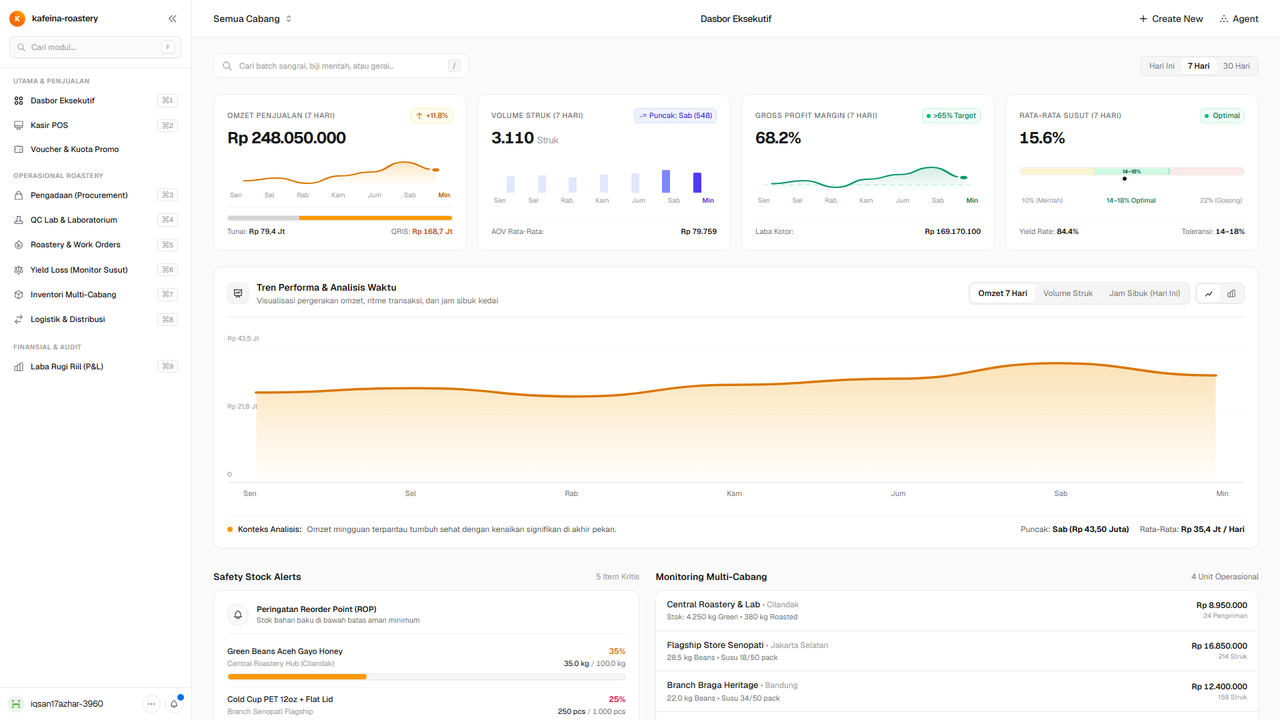 K
kafeina-roastery
Cari modul...
F
UTAMA & PENJUALAN
Dasbor Eksekutif
⌘1
Kasir POS
⌘2
Voucher & Kuota Promo
OPERASIONAL ROASTERY
Pengadaan (Procurement)
⌘3
QC Lab & Laboratorium
⌘4
Roastery & Work Orders
⌘5
Yield Loss (Monitor Susut)
⌘6
Inventori Multi-Cabang
⌘7
Logistik & Distribusi
⌘8
FINANSIAL & AUDIT
Laba Rugi Riil (P&L)
⌘9
iqsan17azhar-3960
Semua Cabang
Dasbor Eksekutif
Create New
Agent
Cari batch sangrai, biji mentah, atau gerai...
/
Hari Ini
7 Hari
30 Hari
OMZET PENJUALAN (7 HARI)
+11.8%
Rp 248.050.000
Sen Sel Rab Kam Jum Sab Min
Tunai: Rp 79,4 Jt
QRIS: Rp 168,7 Jt
VOLUME STRUK (7 HARI)
Puncak: Sab (548)
3.110 Struk
Sen Sel Rab Kam Jum Sab Min
AOV Rata-Rata:
Rp 79.759
GROSS PROFIT MARGIN (7 HARI)
>65% Target
68.2%
Sen Sel Rab Kam Jum Sab Min
Laba Kotor:
Rp 169.170.100
RATA-RATA SUSUT (7 HARI)
Optimal
15.6%
14–18%
10% (Mentah)
14–18% Optimal
22% (Gosong)
Yield Rate: 84.4%
Toleransi: 14–18%
Tren Performa & Analisis Waktu
Visualisasi pergerakan omzet, ritme transaksi, dan jam sibuk kedai
Omzet 7 Hari
Volume Struk
Jam Sibuk (Hari Ini)
Rp 43,5 Jt
Rp 21,8 Jt
0
Sen Sel Rab Kam Jum Sab Min
Konteks Analisis: Omzet mingguan terpantau tumbuh sehat dengan kenaikan signifikan di akhir pekan.
Puncak: Sab (Rp 43,50 Juta)
Rata-Rata: Rp 35,4 Jt / Hari
Safety Stock Alerts
5 Item Kritis
Peringatan Reorder Point (ROP)
Stok bahan baku di bawah batas aman minimum
Green Beans Aceh Gayo Honey
35%
Central Roastery Hub (Cilandak)
35.0 kg / 100.0 kg
Cold Cup PET 12oz + Flat Lid
25%
Branch Senopati Flagship
250 pcs / 1.000 pcs
Monitoring Multi-Cabang
4 Unit Operasional
Central Roastery & Lab • Cilandak
Rp 8.950.000
Stok: 4.250 kg Green • 380 kg Roasted
24 Pengiriman
Flagship Store Senopati • Jakarta Selatan
Rp 16.850.000
28.5 kg Beans • Susu 18/50 pack
214 Struk
Branch Braga Heritage • Bandung
Rp 12.400.000
22.0 kg Beans • Susu 34/50 pack
158 Struk